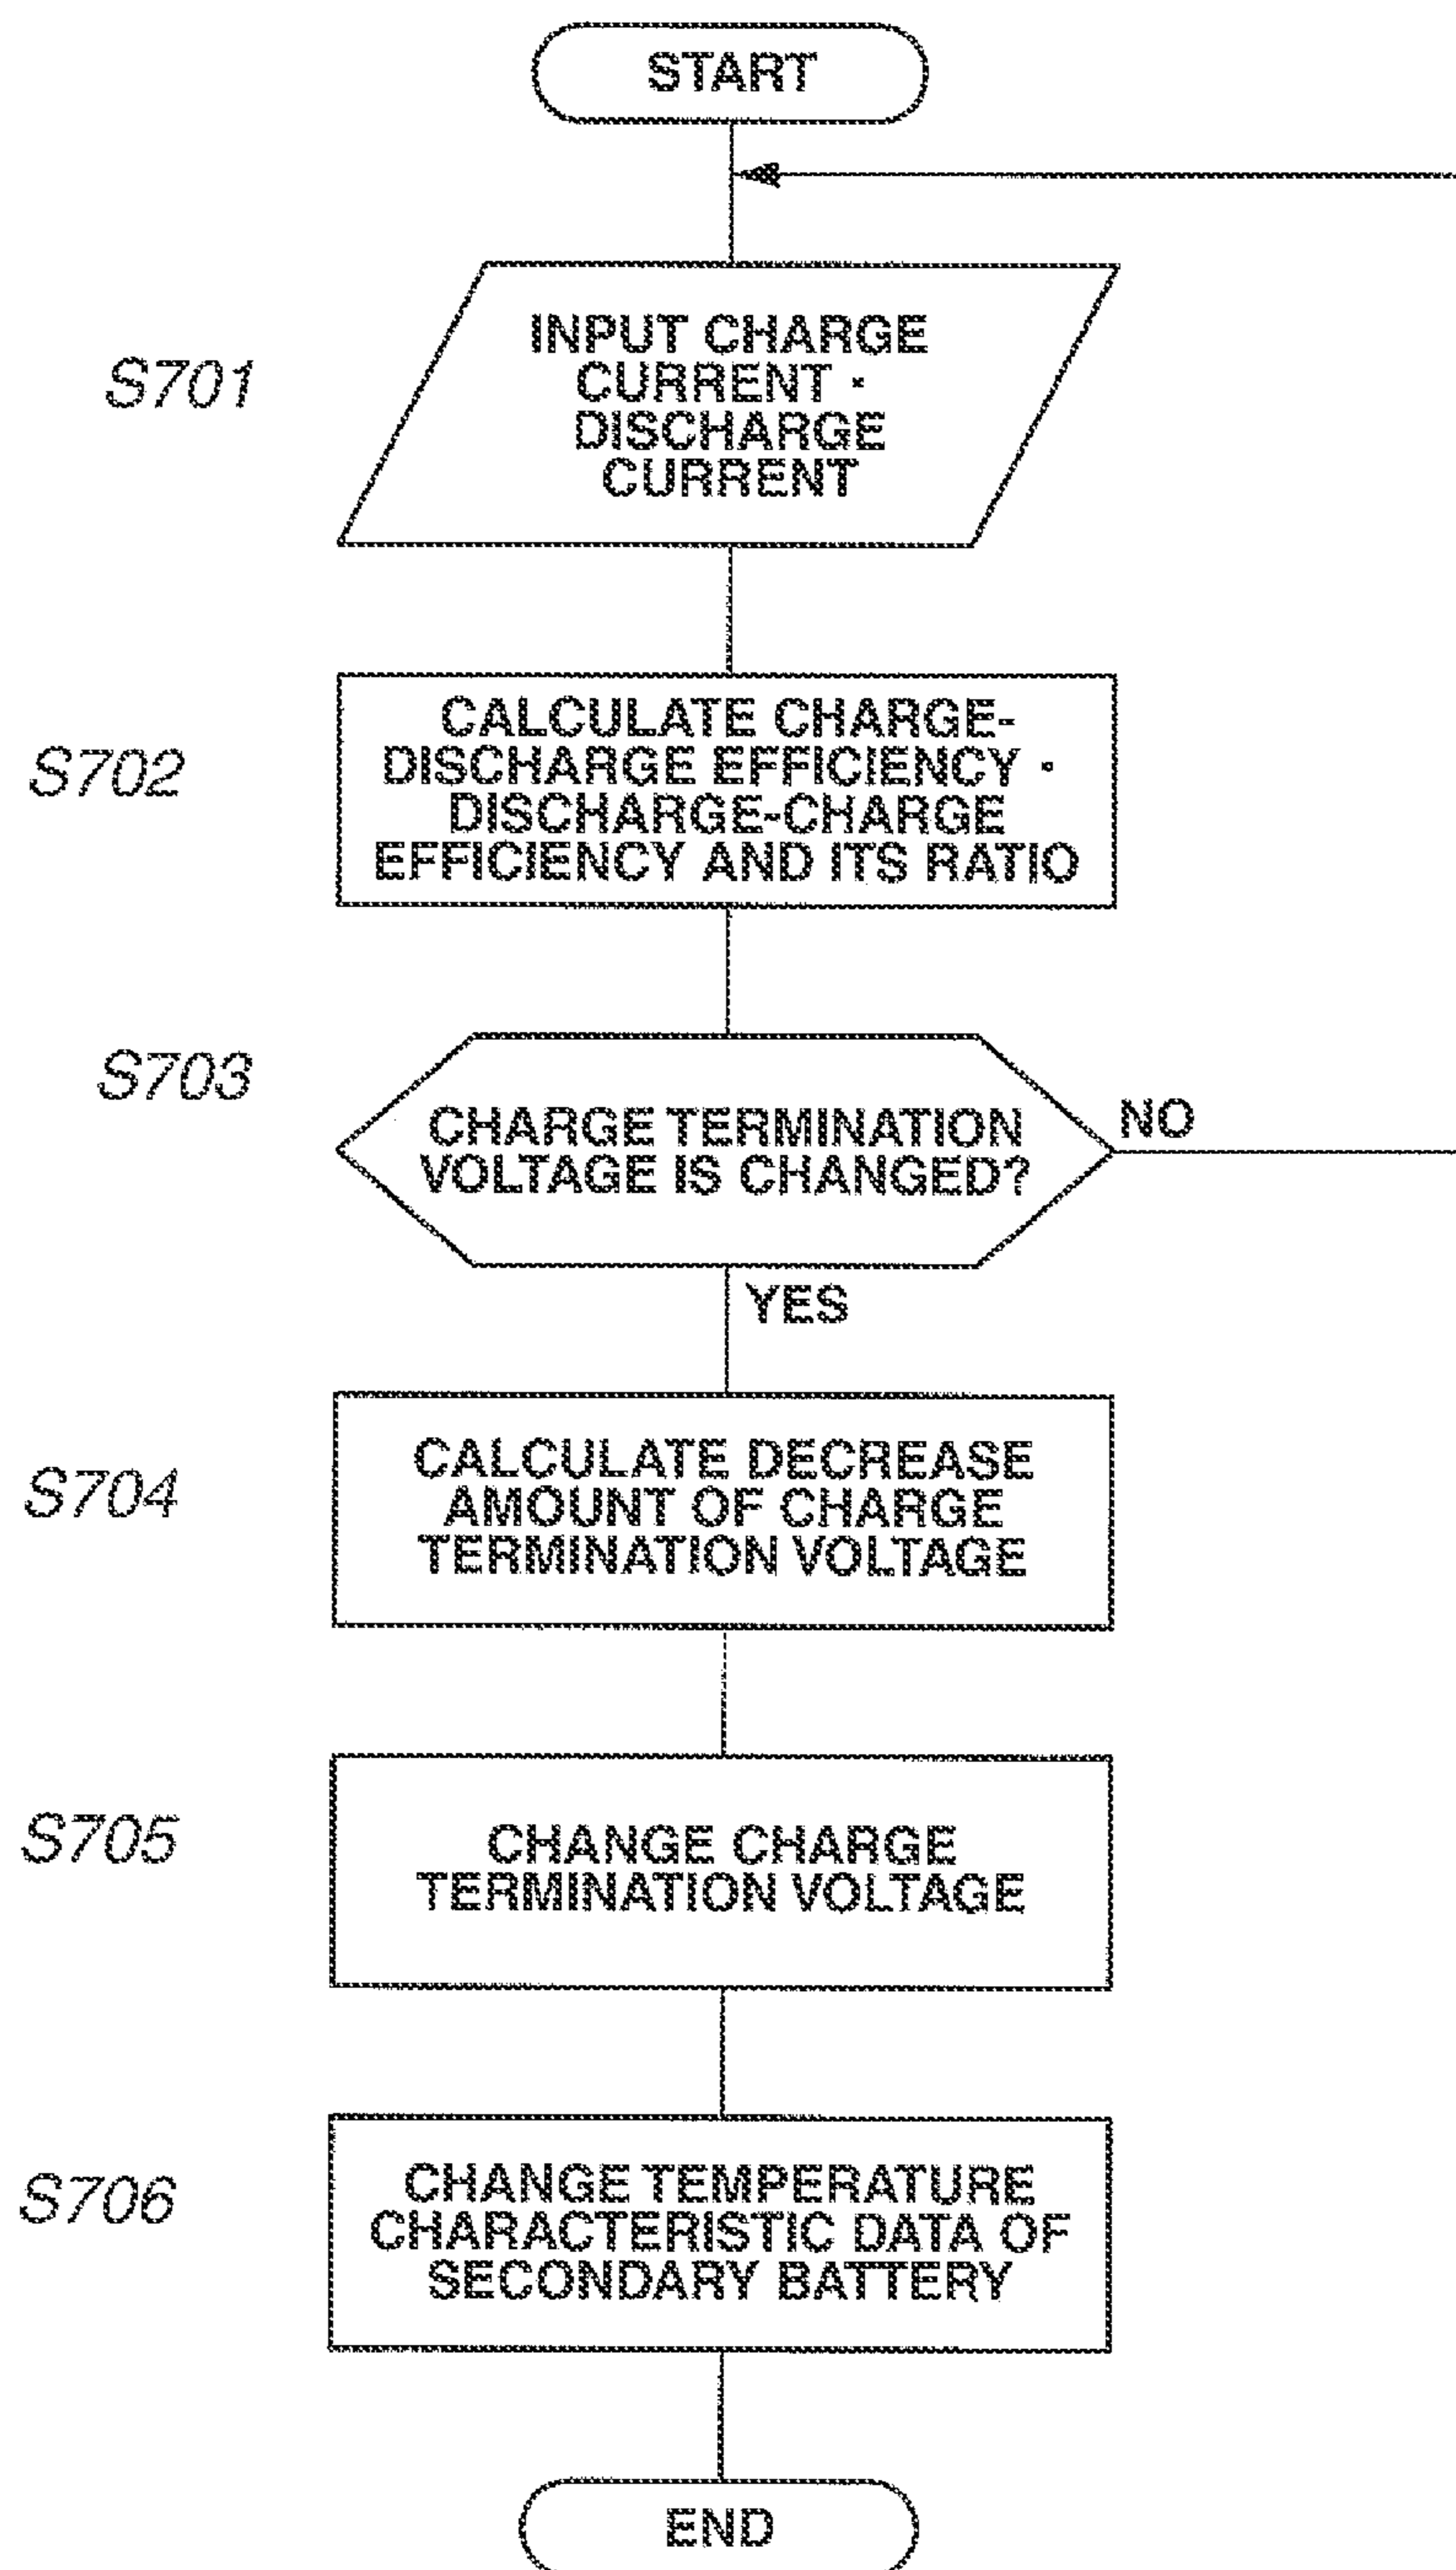 START
S701
INPUT CHARGE
CURRENT ·
DISCHARGE
CURRENT
S702
CALCULATE CHARGE-
DISCHARGE EFFICIENCY ·
DISCHARGE-CHARGE
EFFICIENCY AND ITS RATIO
S703
CHARGE TERMINATION
VOLTAGE IS CHANGED?
NO
YES
S704
CALCULATE DECREASE
AMOUNT OF CHARGE
TERMINATION VOLTAGE
S705
CHANGE CHARGE
TERMINATION VOLTAGE
S706
CHANGE TEMPERATURE
CHARACTERISTIC DATA OF
SECONDARY BATTERY
END